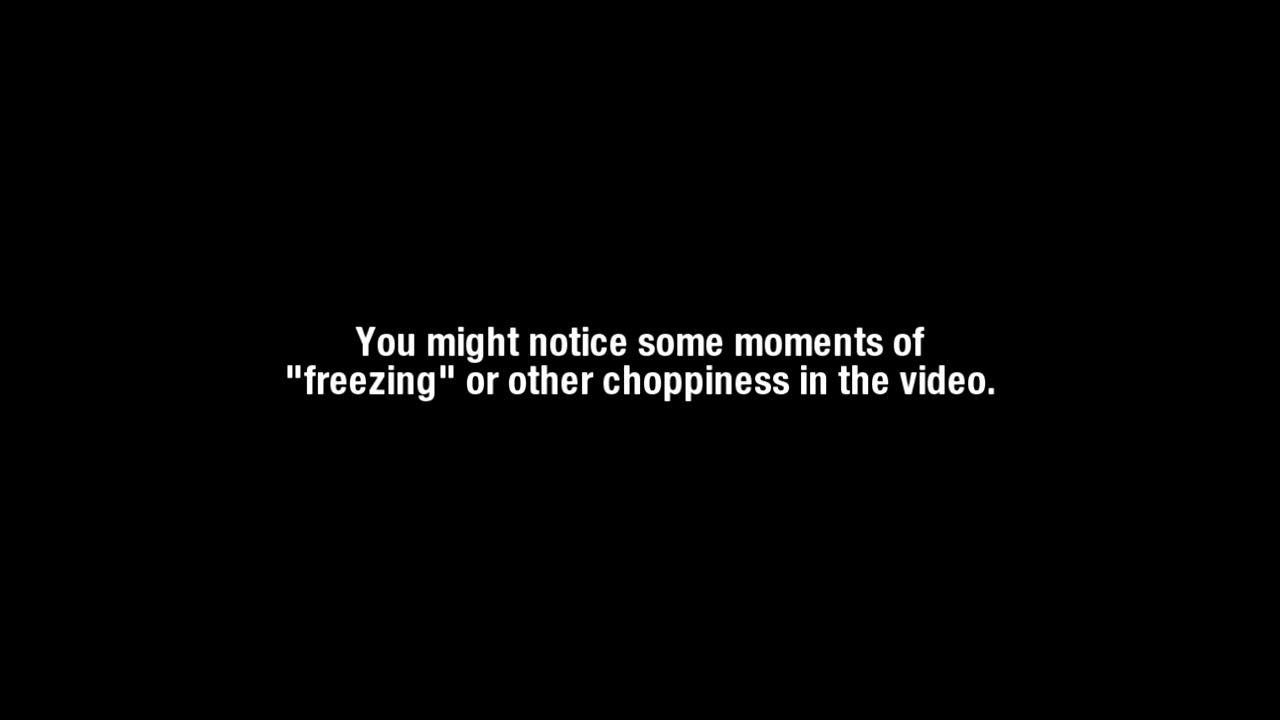 You might notice some moments of
"freezing" or other choppiness in the video.